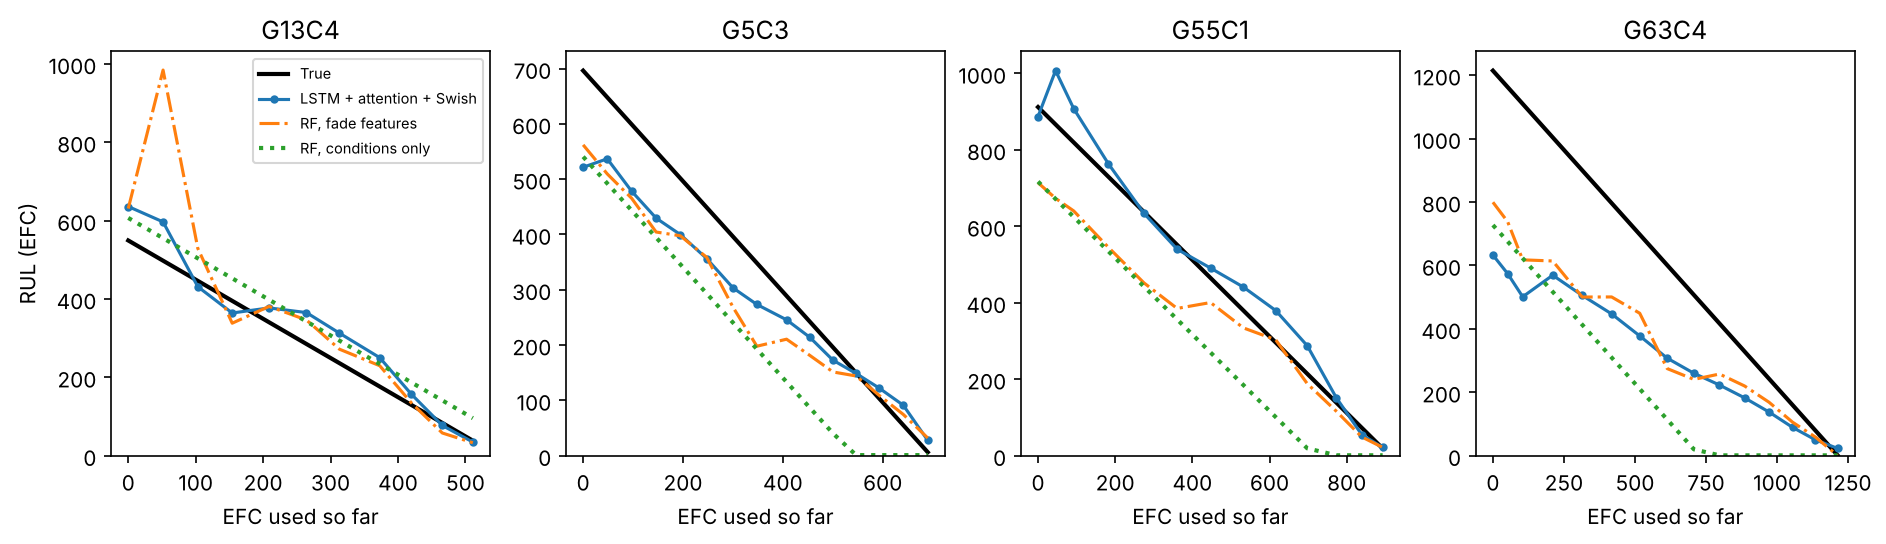 G13C4
G5C3
G55C1
G63C4
RUL (EFC)
1000
800
600
400
200
0
True
LSTM + attention + Swish
RF, fade features
RF, conditions only
0 100 200 300 400 500
EFC used so far
700
600
500
400
300
200
100
0
0 200 400 600
EFC used so far
1000
800
600
400
200
0
0 200 400 600 800
EFC used so far
1200
1000
800
600
400
200
0
0 250 500 750 1000 1250
EFC used so far